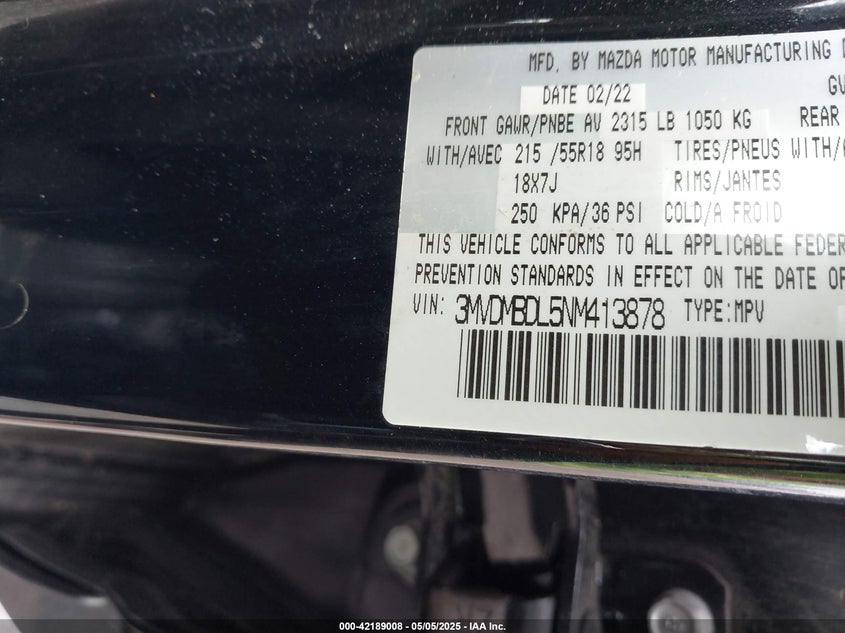 MFD. BY MAZDA MOTOR MANUFACTURING D
DATE 02/22 GV
FRONT GAWR/PNBE AV 2315 LB 1050 KG REAR
WITH/AVEC 215 /55R18 95H TIRES/PNEUS WITH/A
18X7J RIMS/JANTES
250 KPA/36 PSI COLD/A FROID
THIS VEHICLE CONFORMS TO ALL APPLICABLE FEDER
PREVENTION STANDARDS IN EFFECT ON THE DATE OF
VIN: 3MVDMBDL5NM413878 TYPE:MPV
000-42189008 - 05/05/2025 - IAA Inc.